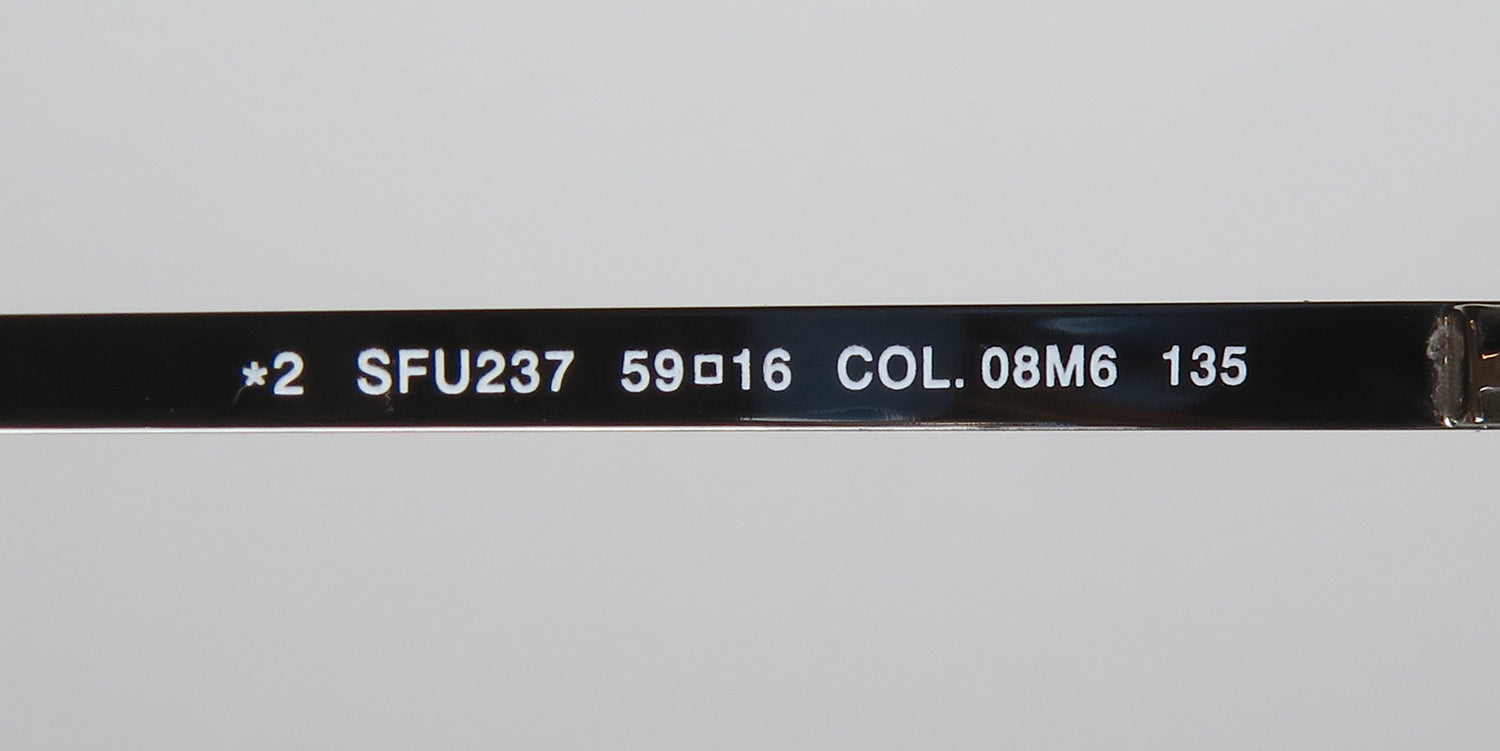 *2 SFU237 59□16 COL. 08M6 135